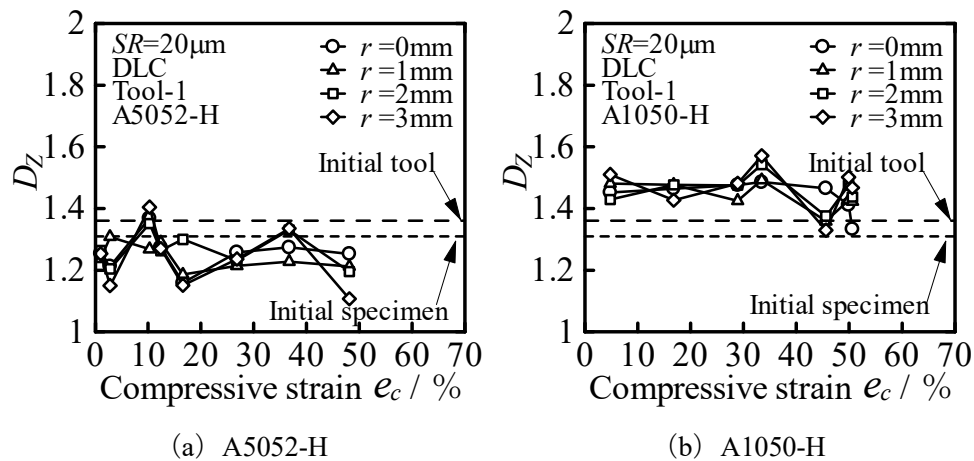 2
1.8
1.6
1.4
1.2
1
D_Z
SR=20μm
DLC
Tool-1
A5052-H
r =0mm
r =1mm
r =2mm
r =3mm
Initial tool
Initial specimen
0 10 20 30 40 50 60 70
Compressive strain e_c / %
(a) A5052-H
2
1.8
1.6
1.4
1.2
1
D_Z
SR=20μm
DLC
Tool-1
A1050-H
r =0mm
r =1mm
r =2mm
r =3mm
Initial tool
Initial specimen
0 10 20 30 40 50 60 70
Compressive strain e_c / %
(b) A1050-H